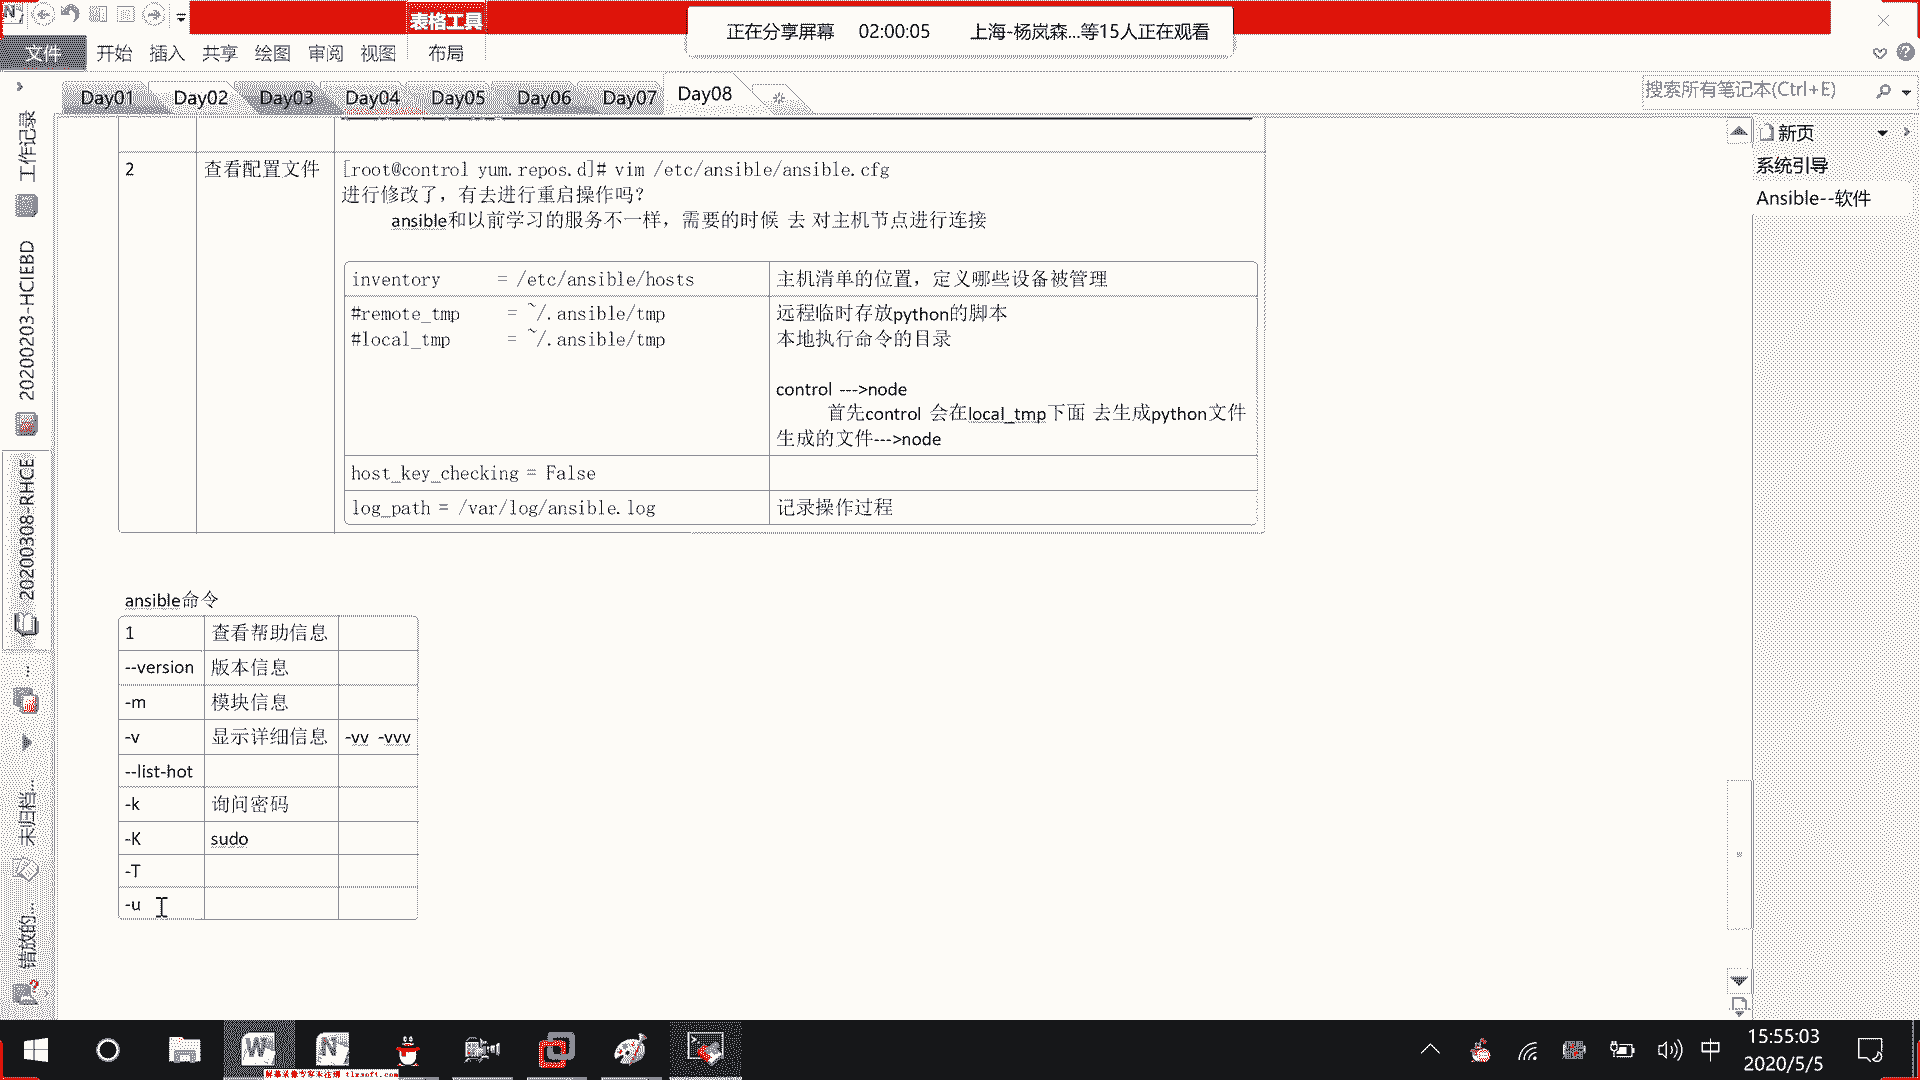 表格工具
正在分享屏幕 02:00:05 上海-杨岚森...等15人正在观看
文件 开始 插入 共享 绘图 审阅 视图 布局
Day01 Day02 Day03 Day04 Day05 Day06 Day07 Day08
搜索所有笔记本(Ctrl+E)
工作记录
20200203-HCIEBD
20200308-RHCE
...
未归档...
错放的...
新页
系统引导
Ansible--软件
2 查看配置文件 [root@control yum.repos.d]# vim /etc/ansible/ansible.cfg
进行修改了，有去进行重启操作吗？
ansible和以前学习的服务不一样，需要的时候 去 对主机节点进行连接
inventory = /etc/ansible/hosts 主机清单的位置，定义哪些设备被管理
#remote_tmp = ~/.ansible/tmp 远程临时存放python的脚本
#local_tmp = ~/.ansible/tmp 本地执行命令的目录
control --->node
首先control 会在local_tmp下面 去生成python文件
生成的文件--->node
host_key_checking = False
log_path = /var/log/ansible.log 记录操作过程
ansible命令
1 查看帮助信息
--version 版本信息
-m 模块信息
-v 显示详细信息 -vv -vvv
--list-hot
-k 询问密码
-K sudo
-T
-u
屏幕录像专家未注册 tlxsoft.com
中
15:55:03
2020/5/5